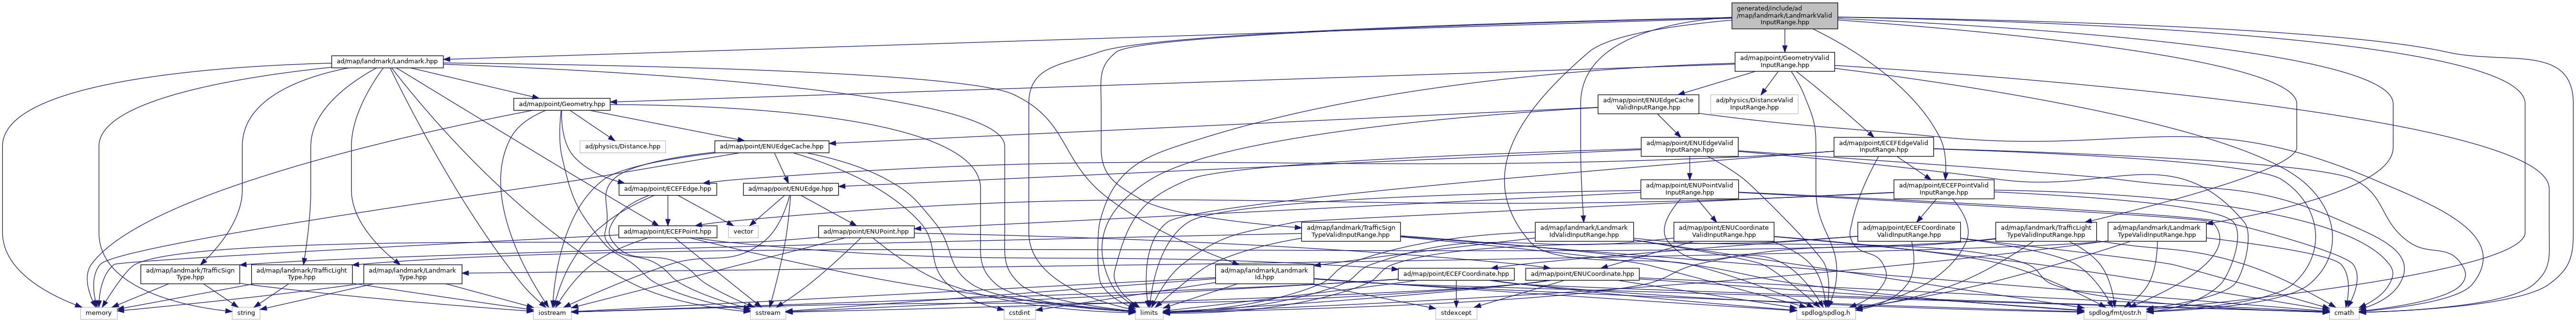 generated/include/ad
/map/landmark/LandmarkValid
InputRange.hpp
ad/map/landmark/Landmark.hpp
ad/map/point/GeometryValid
InputRange.hpp
ad/map/point/Geometry.hpp
ad/map/point/ENUEdgeCache
ValidInputRange.hpp
ad/physics/DistanceValid
InputRange.hpp
ad/physics/Distance.hpp
ad/map/point/ENUEdgeCache.hpp
ad/map/point/ENUEdgeValid
InputRange.hpp
ad/map/point/ECEFEdgeValid
InputRange.hpp
ad/map/point/ECEFEdge.hpp
ad/map/point/ENUEdge.hpp
ad/map/point/ENUPointValid
InputRange.hpp
ad/map/point/ECEFPointValid
InputRange.hpp
ad/map/point/ECEFPoint.hpp
vector
ad/map/point/ENUPoint.hpp
ad/map/landmark/TrafficSign
TypeValidInputRange.hpp
ad/map/landmark/Landmark
IdValidInputRange.hpp
ad/map/point/ENUCoordinate
ValidInputRange.hpp
ad/map/point/ECEFCoordinate
ValidInputRange.hpp
ad/map/landmark/TrafficLight
TypeValidInputRange.hpp
ad/map/landmark/Landmark
TypeValidInputRange.hpp
ad/map/landmark/TrafficSign
Type.hpp
ad/map/landmark/TrafficLight
Type.hpp
ad/map/landmark/Landmark
Type.hpp
ad/map/landmark/Landmark
Id.hpp
ad/map/point/ECEFCoordinate.hpp
ad/map/point/ENUCoordinate.hpp
memory
string
iostream
sstream
cstdint
limits
stdexcept
spdlog/spdlog.h
spdlog/fmt/ostr.h
cmath